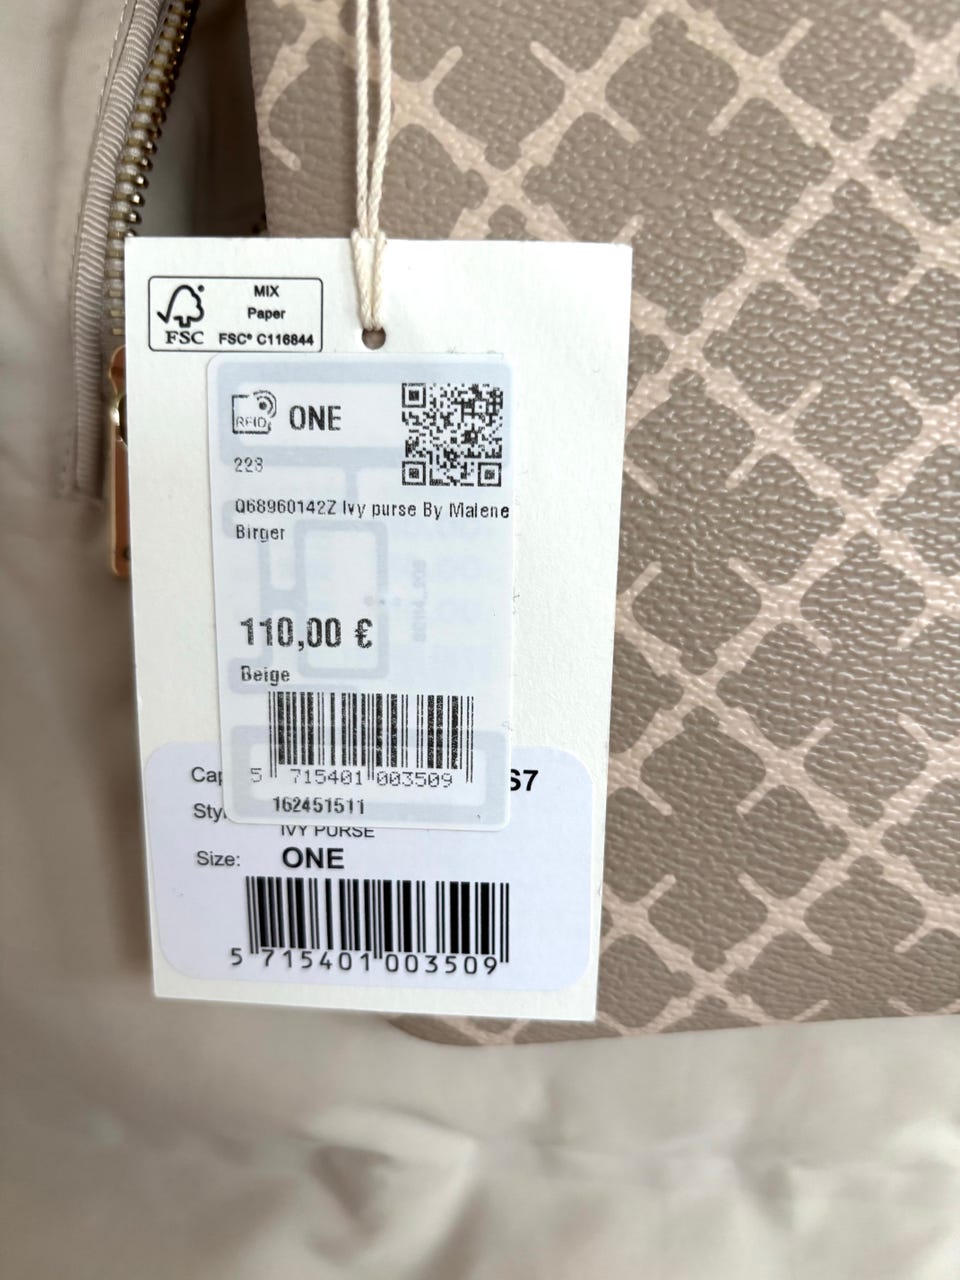 MIX
Paper
FSC
FSC® C116844
RFID ONE
223
Q68960142Z Ivy purse By Malene
Birger
110,00 €
Beige
5 715401 003509
162451511
S7
IVY PURSE
Size: ONE
5 715401 003509